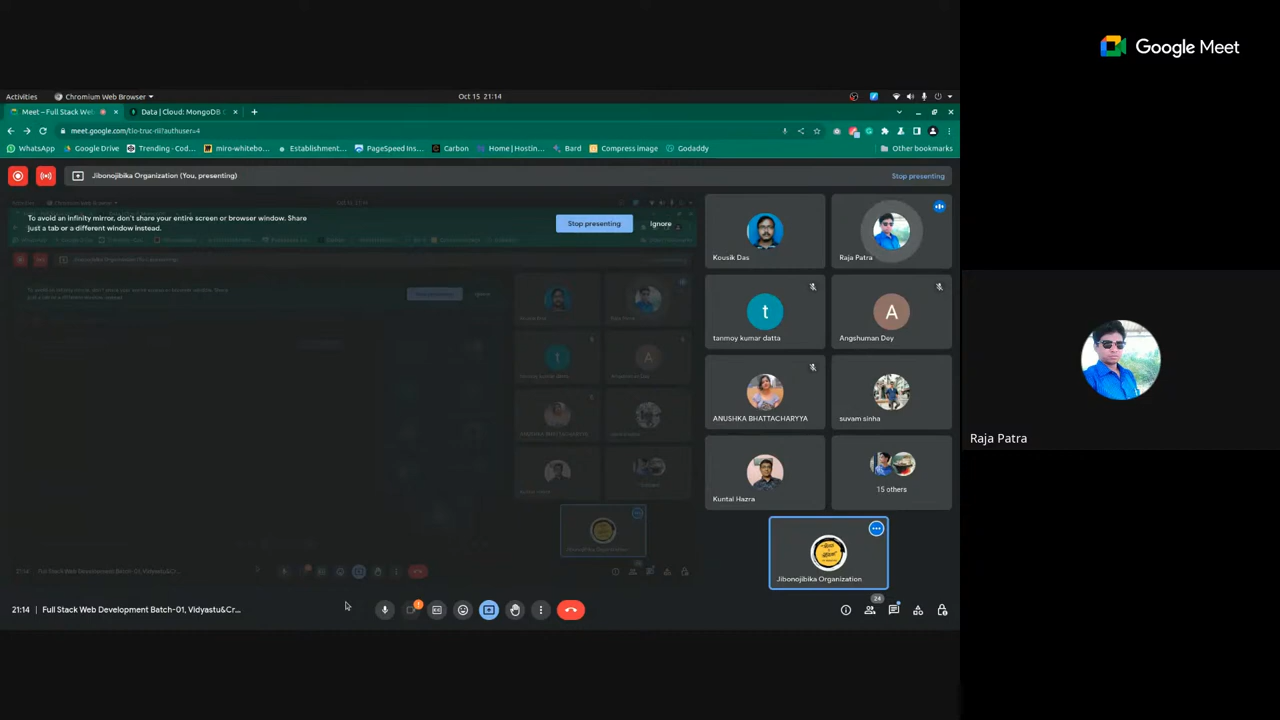 Google Meet
Activities
Chromium Web Browser
Oct 15 21:14
Meet – Full Stack Web
Data | Cloud: MongoDB C
meet.google.com/tio-truc-rii?authuser=4
WhatsApp
Google Drive
Trending - Cod...
miro-whitebo...
Establishment...
PageSpeed Ins...
Carbon
Home | Hostin...
Bard
Compress image
Godaddy
Other bookmarks
Jibonojibika Organization (You, presenting)
Stop presenting
To avoid an infinity mirror, don't share your entire screen or browser window. Share
just a tab or a different window instead.
Stop presenting
Ignore
Kousik Das
Raja Patra
t
tanmoy kumar datta
A
Angshuman Dey
ANUSHKA BHATTACHARYYA
suvam sinha
Kuntal Hazra
15 others
Jibonojibika Organization
Raja Patra
21:14
Full Stack Web Development Batch-01, Vidyastu&Cr...
24